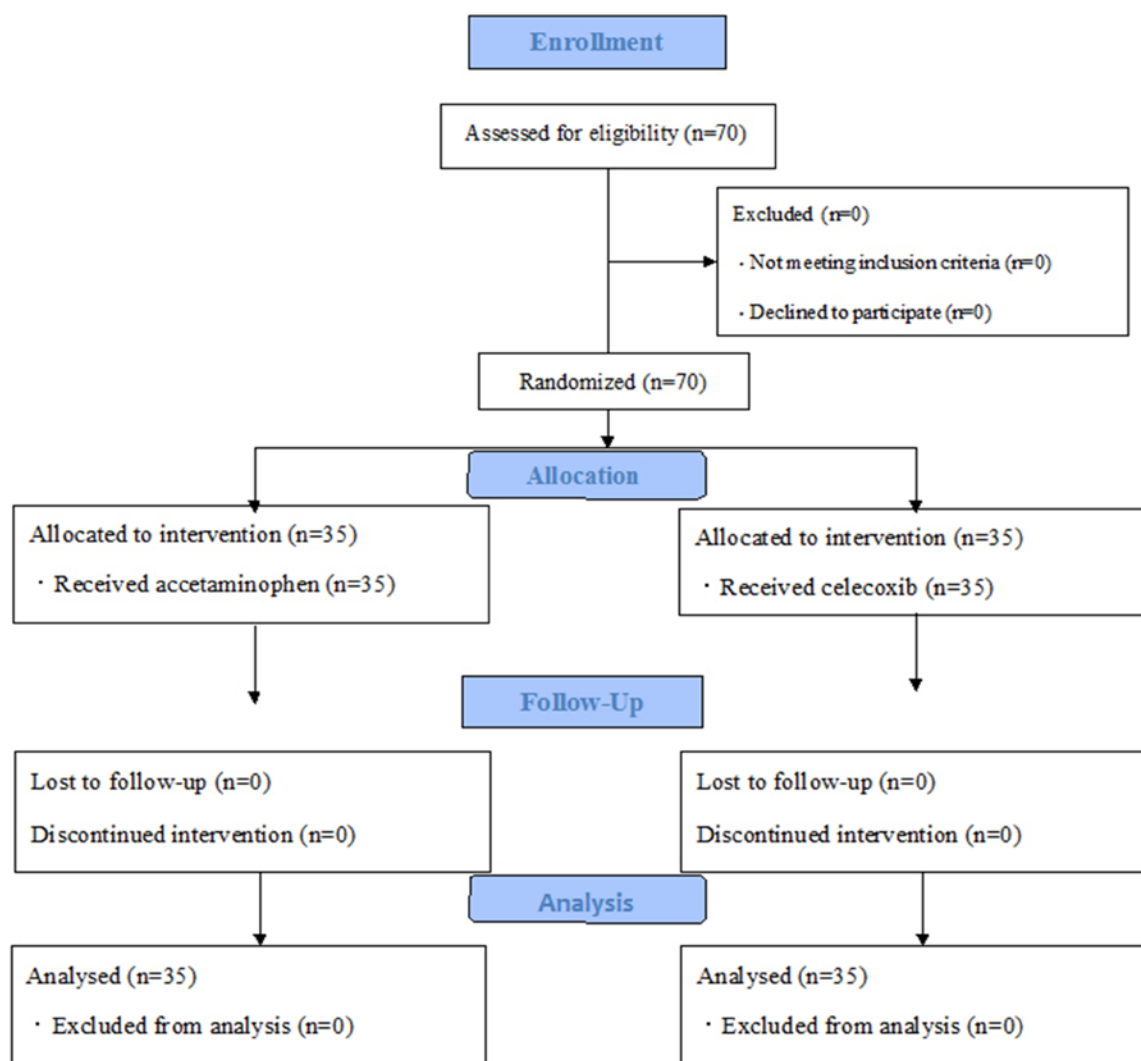 Enrollment
Assessed for eligibility (n=70)
Excluded (n=0)
· Not meeting inclusion criteria (n=0)
· Declined to participate (n=0)
Randomized (n=70)
Allocation
Allocated to intervention (n=35)
· Received accetaminophen (n=35)
Allocated to intervention (n=35)
· Received celecoxib (n=35)
Follow-Up
Lost to follow-up (n=0)
Discontinued intervention (n=0)
Lost to follow-up (n=0)
Discontinued intervention (n=0)
Analysis
Analysed (n=35)
· Excluded from analysis (n=0)
Analysed (n=35)
· Excluded from analysis (n=0)